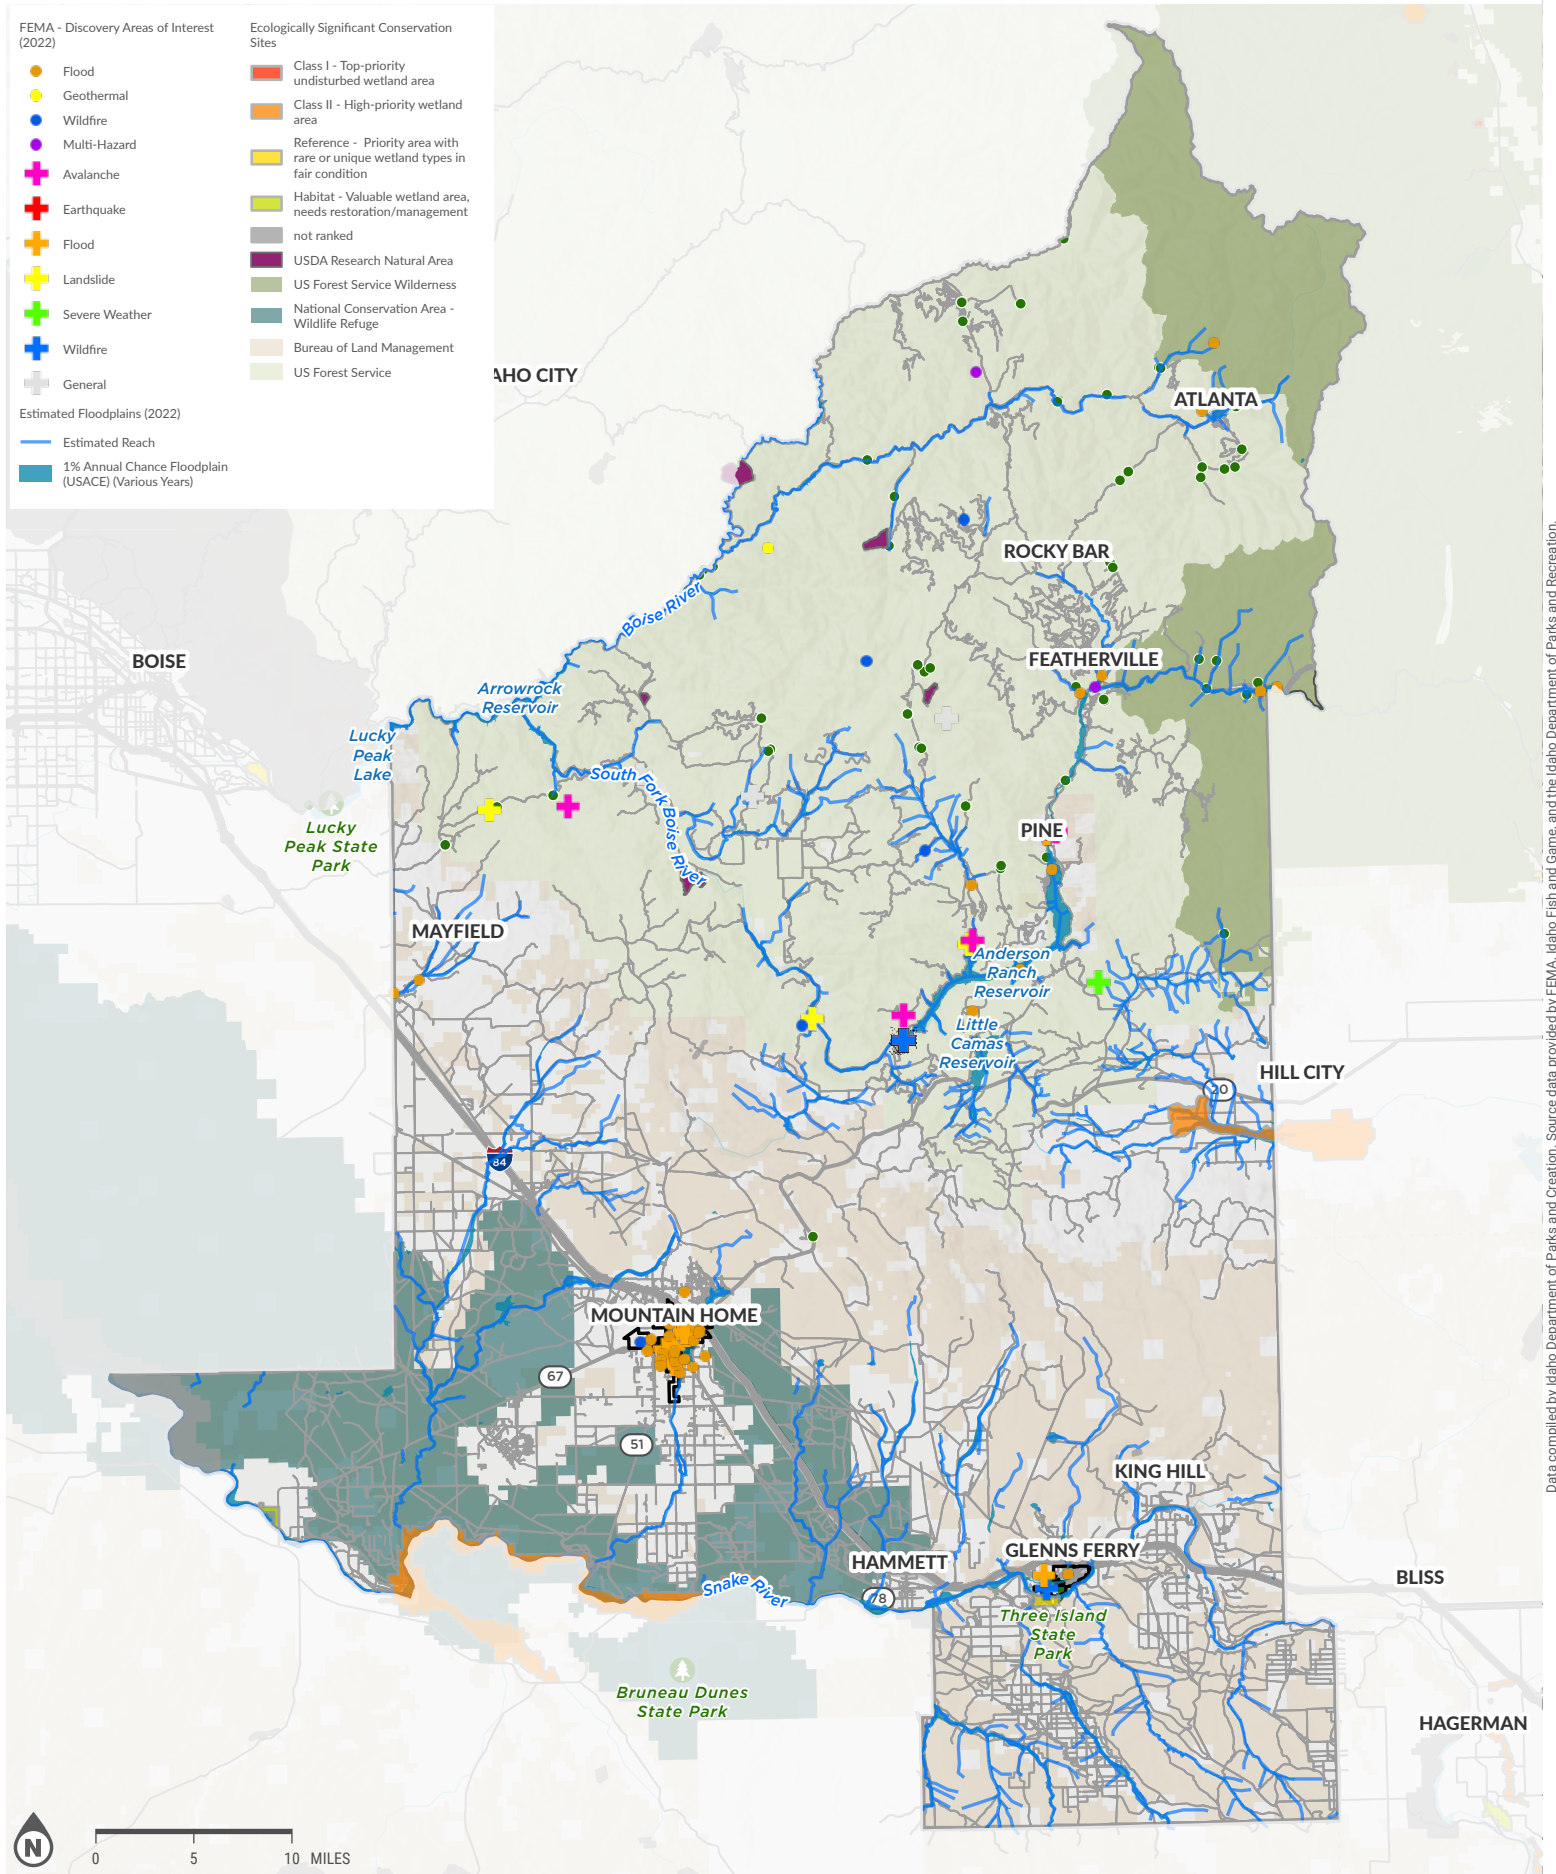 FEMA - Discovery Areas of Interest
(2022)
Flood
Geothermal
Wildfire
Multi-Hazard
Avalanche
Earthquake
Flood
Landslide
Severe Weather
Wildfire
General
Estimated Floodplains (2022)
Estimated Reach
1% Annual Chance Floodplain
(USACE) (Various Years)
Ecologically Significant Conservation
Sites
Class I - Top-priority
undisturbed wetland area
Class II - High-priority wetland
area
Reference - Priority area with
rare or unique wetland types in
fair condition
Habitat - Valuable wetland area,
needs restoration/management
not ranked
USDA Research Natural Area
US Forest Service Wilderness
National Conservation Area -
Wildlife Refuge
Bureau of Land Management
US Forest Service
AHO CITY
ATLANTA
ROCKY BAR
Boise River
BOISE
FEATHERVILLE
Arrowrock
Reservoir
Lucky
Peak
Lake
South Fork Boise River
Lucky
Peak State
Park
PINE
MAYFIELD
Anderson
Ranch
Reservoir
Little
Camas
Reservoir
HILL CITY
20
84
MOUNTAIN HOME
67
51
KING HILL
HAMMETT
GLENNS FERRY
BLISS
Snake River
78
Three Island
State
Park
Bruneau Dunes
State Park
HAGERMAN
N
0 5 10 MILES
Data compiled by Idaho Department of Parks and Creation. Source data provided by FEMA, Idaho Fish and Game, and the Idaho Department of Parks and Recreation.